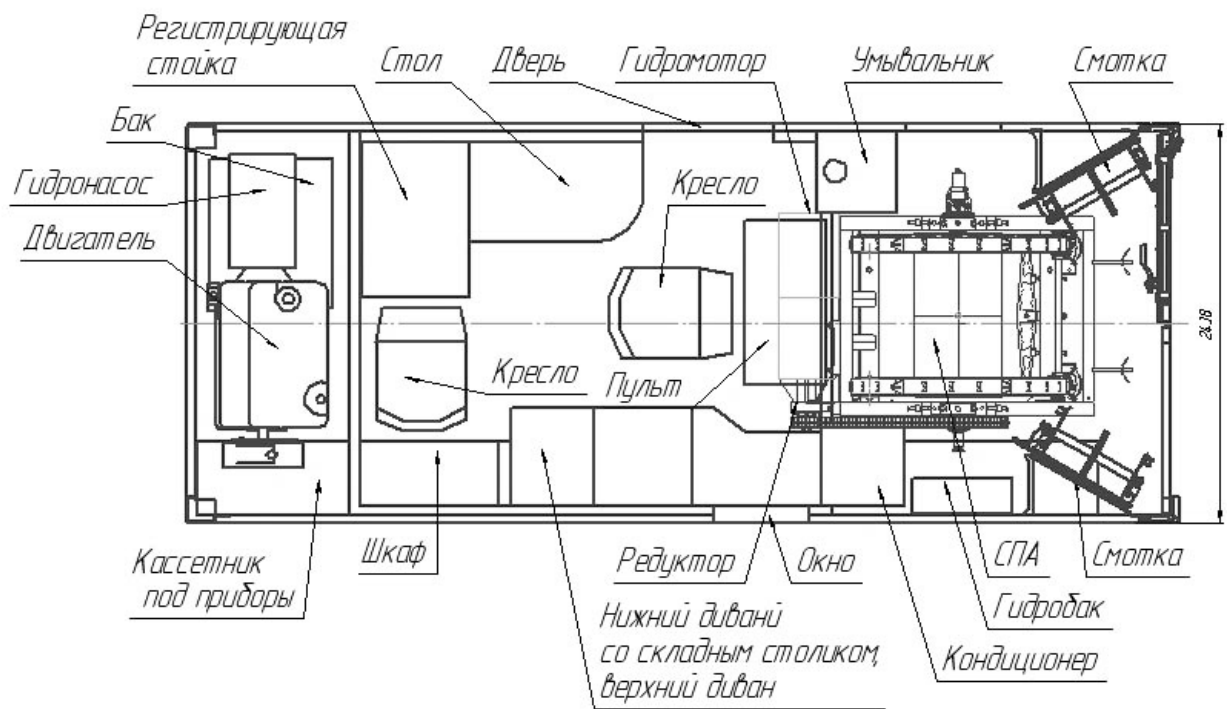 Регистрирующая
стойка
Стол
Дверь
Гидромотор
Умывальник
Смотка
Бак
Гидронасос
Двигатель
Кресло
Кресло
Пульт
2438
Кассетник
под приборы
Шкаф
Редуктор
Окно
СПА
Смотка
Гидробак
Кондиционер
Нижний диваний
со складным столиком,
верхний диван